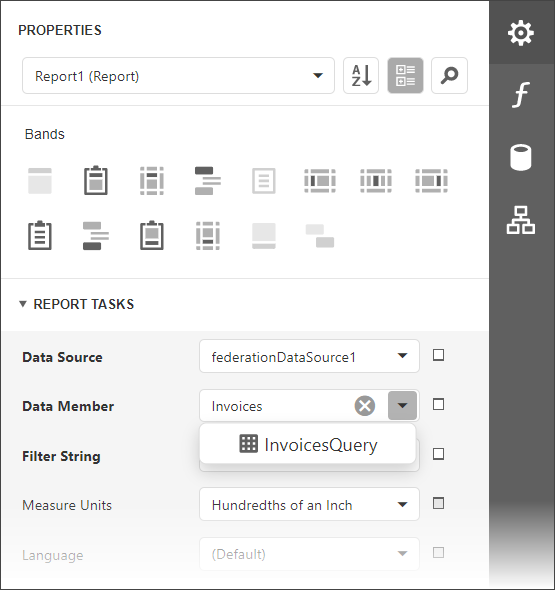 PROPERTIES
Report1 (Report)
A Z
Bands
REPORT TASKS
Data Source
federationDataSource1
Data Member
Invoices
InvoicesQuery
Filter String
Measure Units
Hundredths of an Inch
Language
(Default)